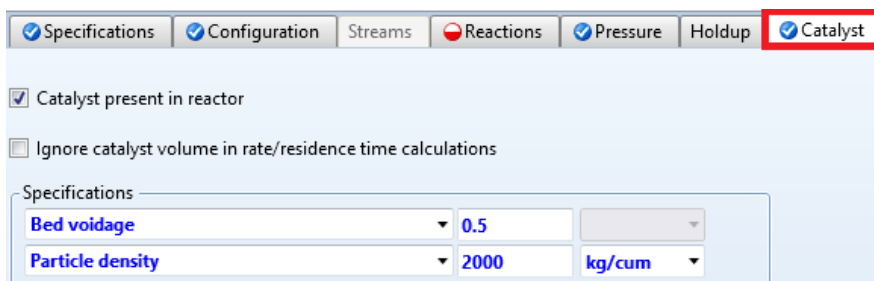 Specifications Configuration Streams Reactions Pressure Holdup Catalyst
Catalyst present in reactor
Ignore catalyst volume in rate/residence time calculations
Specifications
Bed voidage 0.5
Particle density 2000 kg/cum